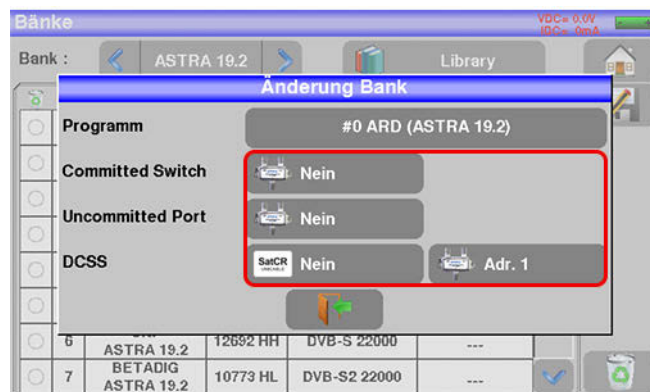 Bänke
VDC= 0.0V
IDC= 0mA
Bank :
ASTRA 19.2
Library
Änderung Bank
Programm
#0 ARD (ASTRA 19.2)
Committed Switch
Nein
Uncommitted Port
Nein
DCSS
SatCR
Nein
Adr. 1
6
ASTRA 19.2
12692 HH
DVB-S 22000
---
7
BETADIG
ASTRA 19.2
10773 HL
DVB-S2 22000
---